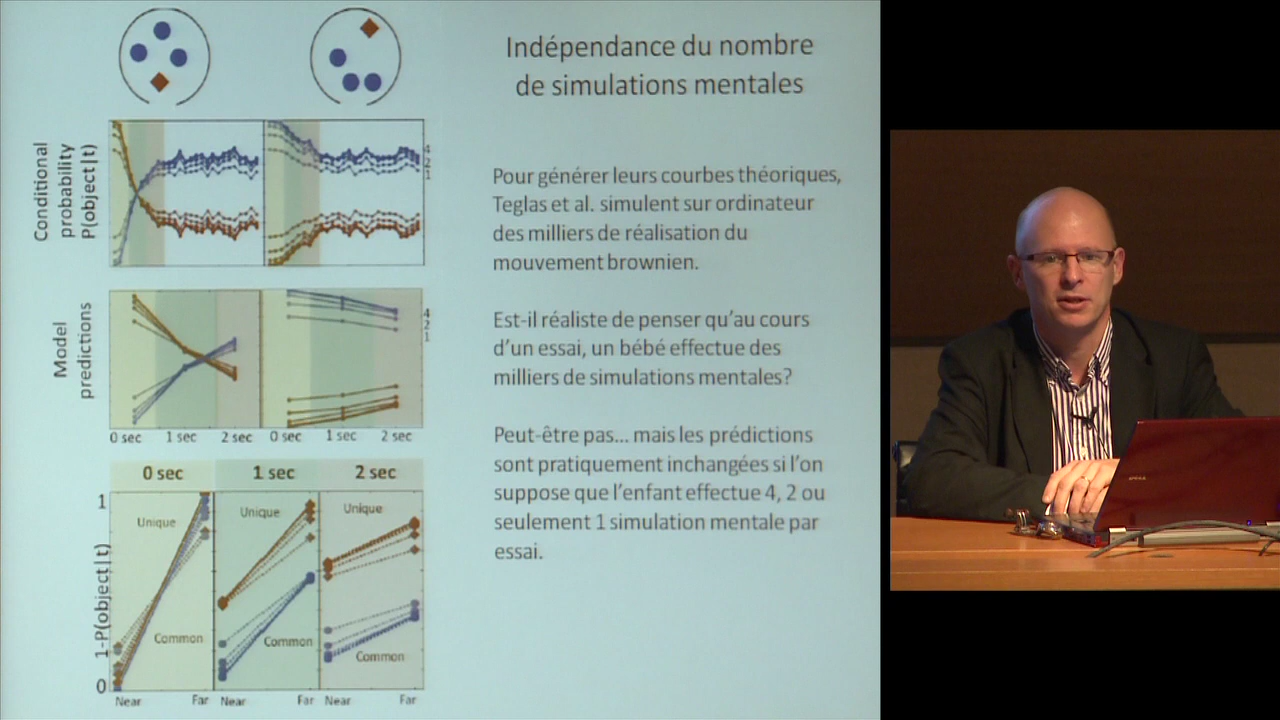 Indépendance du nombre
de simulations mentales
Pour générer leurs courbes théoriques,
Teglas et al. simulent sur ordinateur
des milliers de réalisation du
mouvement brownien.
Est-il réaliste de penser qu'au cours
d'un essai, un bébé effectue des
milliers de simulations mentales?
Peut-être pas... mais les prédictions
sont pratiquement inchangées si l'on
suppose que l'enfant effectue 4, 2 ou
seulement 1 simulation mentale par
essai.
Conditional
probability
P(object|t)
4
2
1
Model
predictions
4
2
1
0 sec 1 sec 2 sec 0 sec 1 sec 2 sec
0 sec 1 sec 2 sec
1-P(object|t)
1
0
Unique Unique Unique
Common Common Common
Near Far Near Far Near Far
DELL